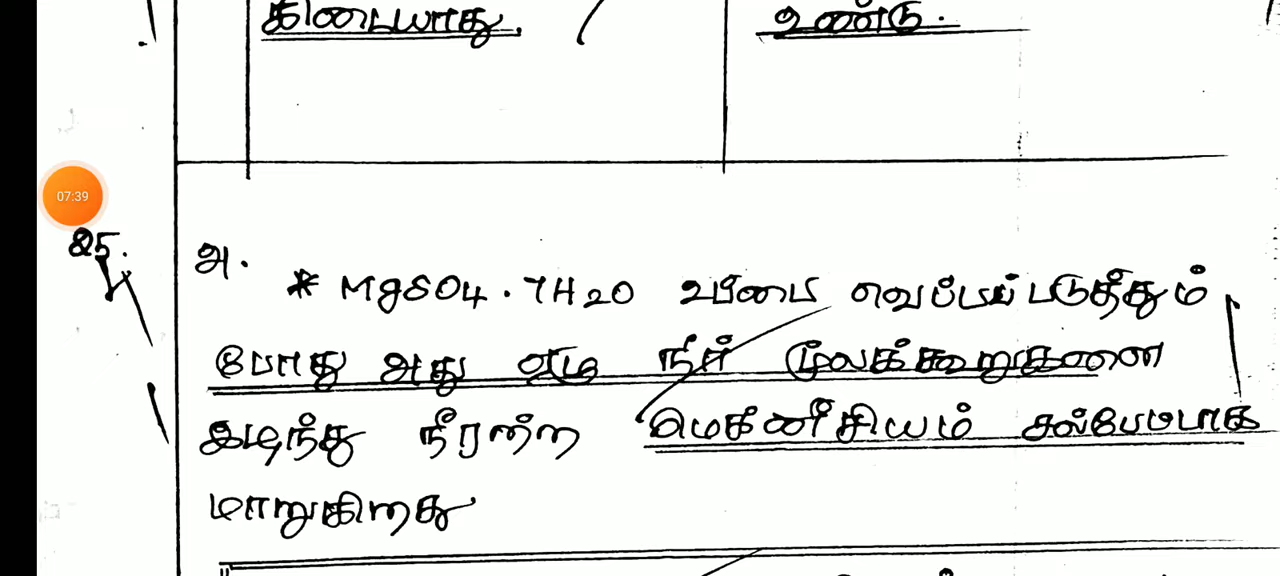 கிடையாது. உண்டு.
07:39
25. அ.
* MgSO4 . 7H2O உப்பை வெப்பப்படுத்தும்
போது அது ஏழு நீர் மூலக்கூறுகளை
இழந்து நீரற்ற மெக்னீசியம் சல்பேட்டாக
மாறுகிறது